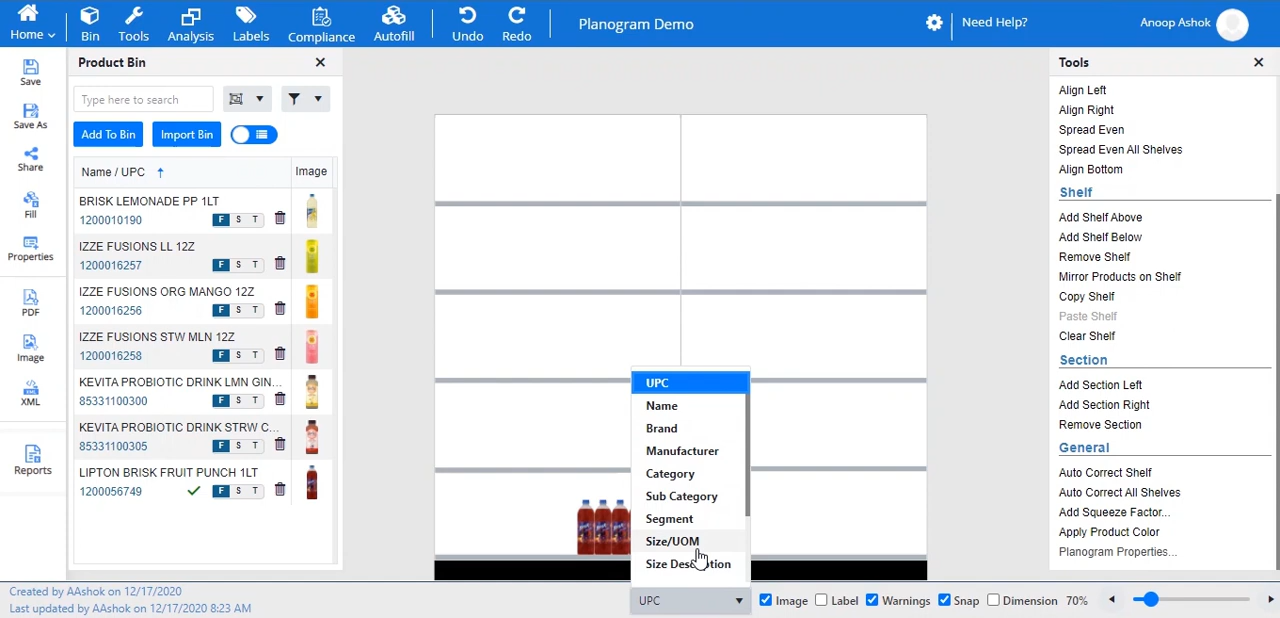 Home
Bin
Tools
Analysis
Labels
Compliance
Autofill
Undo
Redo
Planogram Demo
Need Help?
Anoop Ashok
Save
Save As
Share
Fill
Properties
PDF
Image
XML
Reports
Product Bin
Type here to search
Add To Bin
Import Bin
Name / UPC
Image
BRISK LEMONADE PP 1LT
1200010190 F S T
IZZE FUSIONS LL 12Z
1200016257 F S T
IZZE FUSIONS ORG MANGO 12Z
1200016256 F S T
IZZE FUSIONS STW MLN 12Z
1200016258 F S T
KEVITA PROBIOTIC DRINK LMN GIN...
85331100300 F S T
KEVITA PROBIOTIC DRINK STRW C...
85331100305 F S T
LIPTON BRISK FRUIT PUNCH 1LT
1200056749 F S T
UPC
Name
Brand
Manufacturer
Category
Sub Category
Segment
Size/UOM
Size Description
Tools
Align Left
Align Right
Spread Even
Spread Even All Shelves
Align Bottom
Shelf
Add Shelf Above
Add Shelf Below
Remove Shelf
Mirror Products on Shelf
Copy Shelf
Paste Shelf
Clear Shelf
Section
Add Section Left
Add Section Right
Remove Section
General
Auto Correct Shelf
Auto Correct All Shelves
Add Squeeze Factor...
Apply Product Color
Planogram Properties...
Created by AAshok on 12/17/2020
Last updated by AAshok on 12/17/2020 8:23 AM
UPC
Image
Label
Warnings
Snap
Dimension
70%